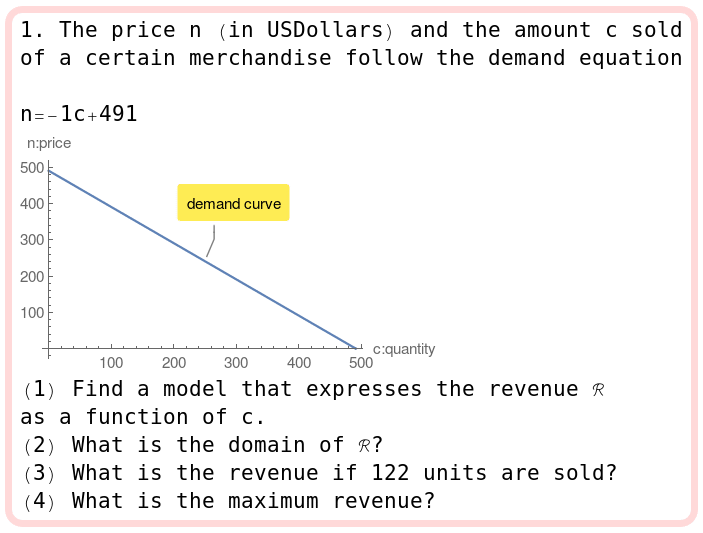 1. The price n (in USDollars) and the amount c sold
of a certain merchandise follow the demand equation
n=-1c+491
n:price
500
400
300
200
100
demand curve
100 200 300 400 500
c:quantity
(1) Find a model that expresses the revenue ℛ
as a function of c.
(2) What is the domain of ℛ?
(3) What is the revenue if 122 units are sold?
(4) What is the maximum revenue?